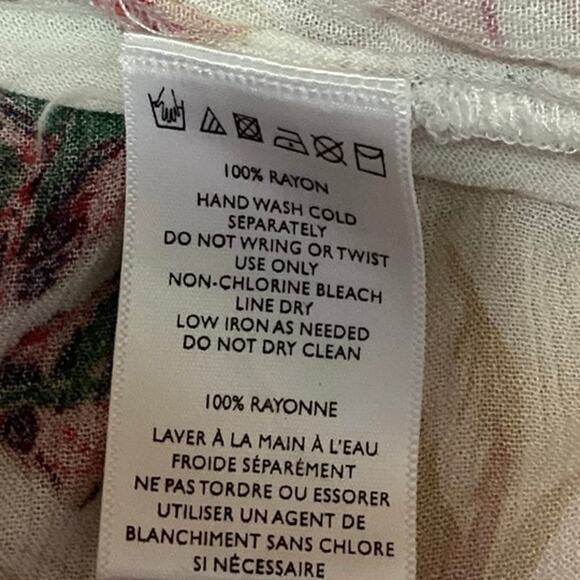 100% RAYON
HAND WASH COLD
SEPARATELY
DO NOT WRING OR TWIST
USE ONLY
NON-CHLORINE BLEACH
LINE DRY
LOW IRON AS NEEDED
DO NOT DRY CLEAN
100% RAYONNE
LAVER À LA MAIN À L'EAU
FROIDE SÉPARÉMENT
NE PAS TORDRE OU ESSORER
UTILISER UN AGENT DE
BLANCHIMENT SANS CHLORE
SI NÉCESSAIRE